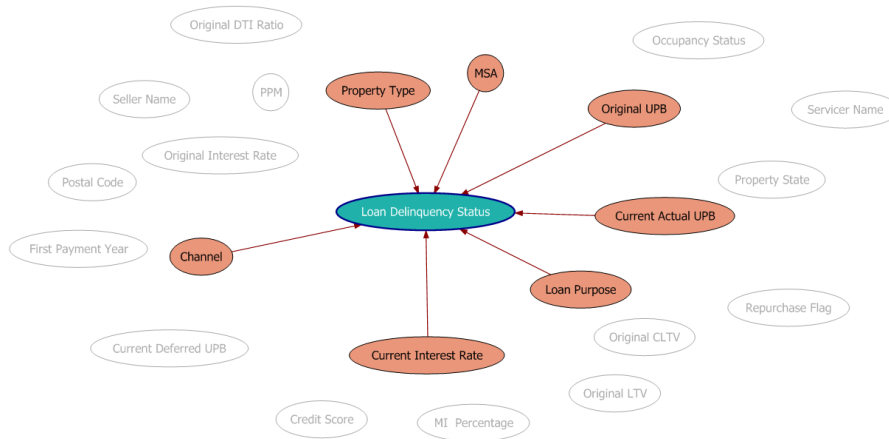 Original DTI Ratio
Occupancy Status
MSA
Property Type
PPM
Seller Name
Original UPB
Servicer Name
Original Interest Rate
Postal Code
Property State
Loan Delinquency Status
Current Actual UPB
First Payment Year
Channel
Loan Purpose
Repurchase Flag
Original CLTV
Current Deferred UPB
Current Interest Rate
Original LTV
Credit Score
MI Percentage